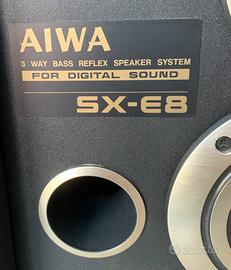 AIWA
3 WAY BASS REFLEX SPEAKER SYSTEM
FOR DIGITAL SOUND
SX-E8